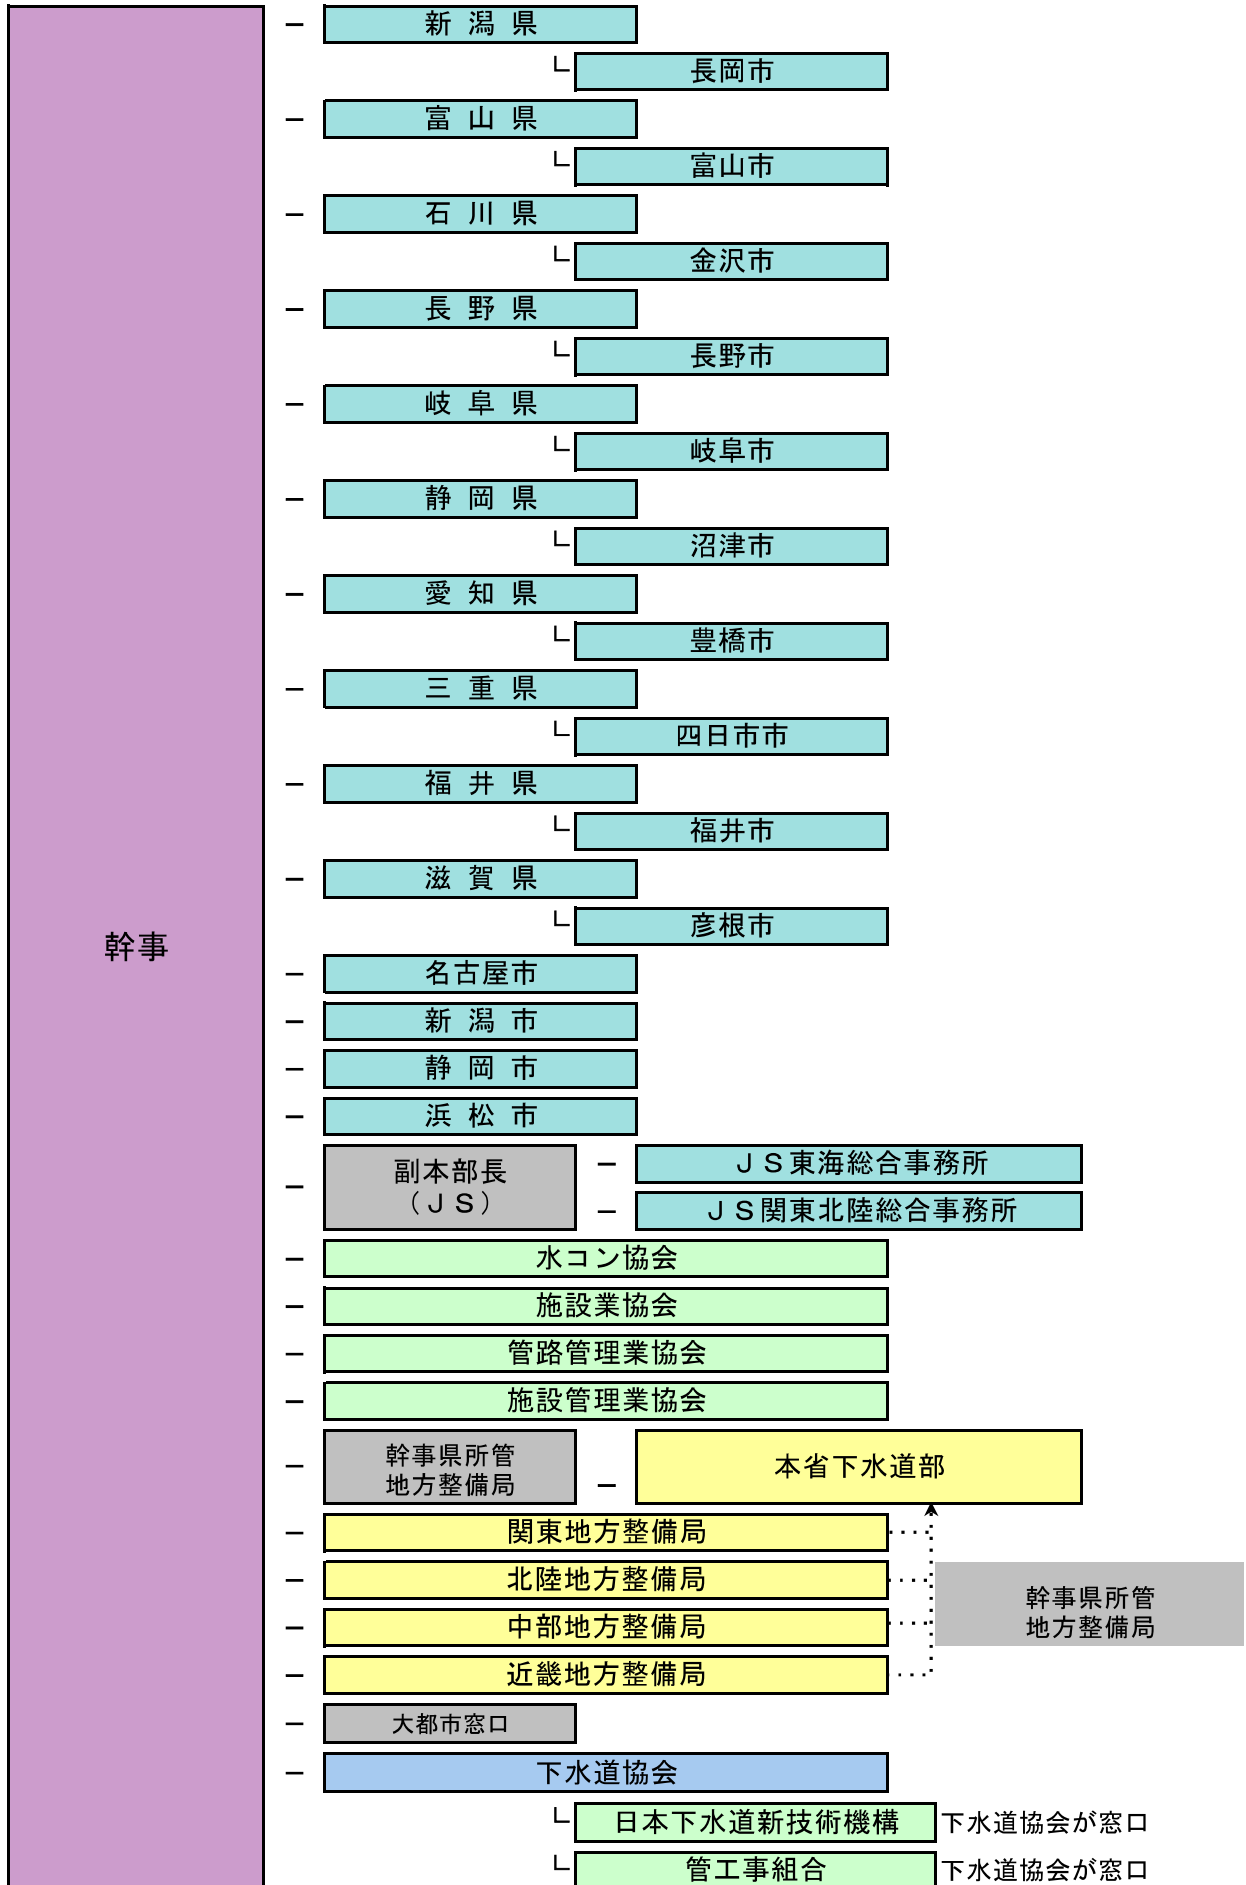 幹事
新潟県
長岡市
富山県
富山市
石川県
金沢市
長野県
長野市
岐阜県
岐阜市
静岡県
沼津市
愛知県
豊橋市
三重県
四日市市
福井県
福井市
滋賀県
彦根市
名古屋市
新潟市
静岡市
浜松市
副本部長
（ＪＳ）
ＪＳ東海総合事務所
ＪＳ関東北陸総合事務所
水コン協会
施設業協会
管路管理業協会
施設管理業協会
幹事県所管
地方整備局
本省下水道部
関東地方整備局
北陸地方整備局
中部地方整備局
近畿地方整備局
幹事県所管
地方整備局
大都市窓口
下水道協会
日本下水道新技術機構 下水道協会が窓口
管工事組合 下水道協会が窓口